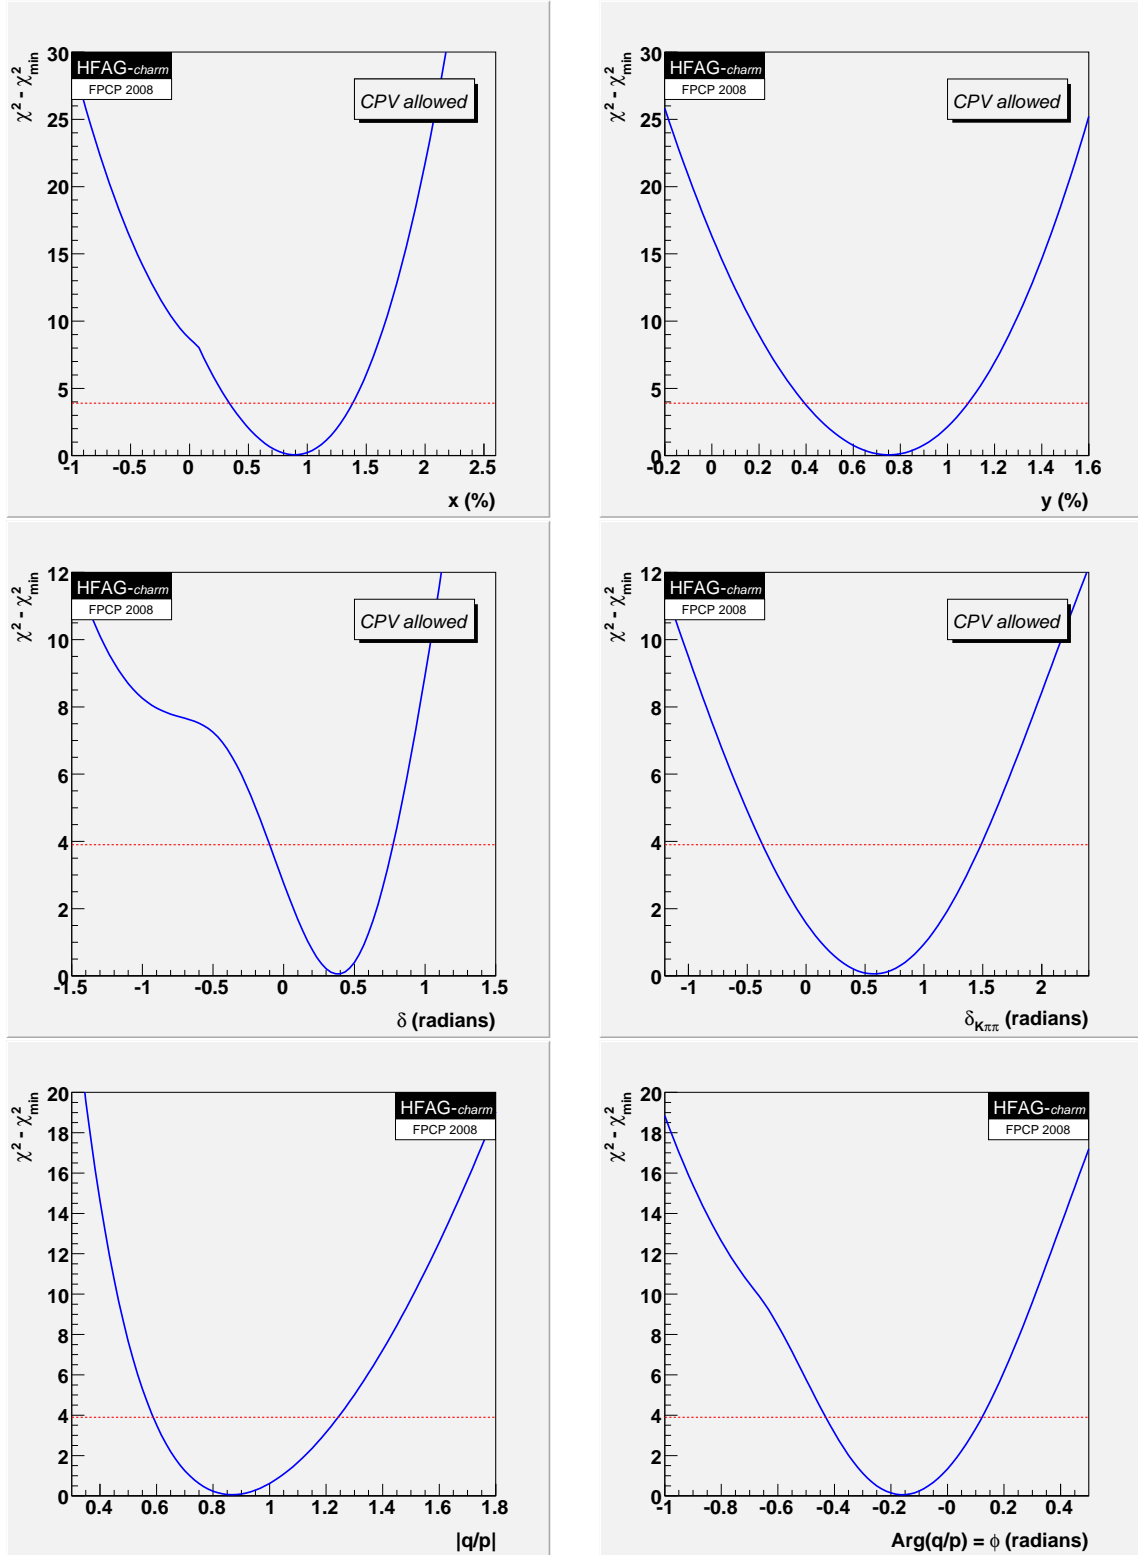 χ² - χ²min
30
25
20
15
10
5
0
HFAG-charm
FPCP 2008
CPV allowed
-1 -0.5 0 0.5 1 1.5 2 2.5
x (%)
χ² - χ²min
30
25
20
15
10
5
0
HFAG-charm
FPCP 2008
CPV allowed
-0.2 0 0.2 0.4 0.6 0.8 1 1.2 1.4 1.6
y (%)
χ² - χ²min
12
10
8
6
4
2
0
HFAG-charm
FPCP 2008
CPV allowed
-1.5 -1 -0.5 0 0.5 1 1.5
δ (radians)
χ² - χ²min
12
10
8
6
4
2
0
HFAG-charm
FPCP 2008
CPV allowed
-1 0 1 2
δKππ (radians)
χ² - χ²min
20
18
16
14
12
10
8
6
4
2
0
HFAG-charm
FPCP 2008
0.4 0.6 0.8 1 1.2 1.4 1.6 1.8
|q/p|
χ² - χ²min
20
18
16
14
12
10
8
6
4
2
0
HFAG-charm
FPCP 2008
-1 -0.8 -0.6 -0.4 -0.2 -0 0.2 0.4
Arg(q/p) = ϕ (radians)